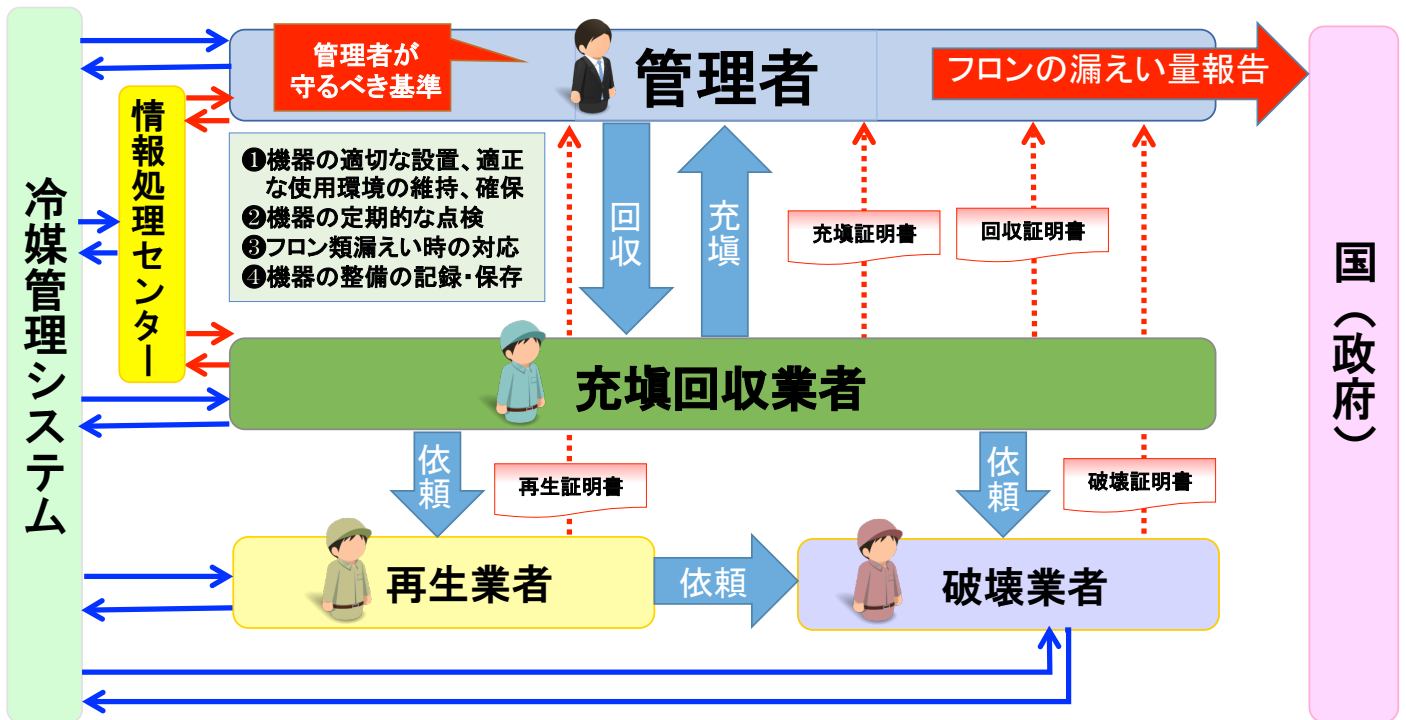 管理者が
守るべき基準
管理者
フロンの漏えい量報告
冷媒管理システム
情報処理センター
❶機器の適切な設置、適正
な使用環境の維持、確保
❷機器の定期的な点検
❸フロン類漏えい時の対応
❹機器の整備の記録・保存
回収
充塡
充塡証明書
回収証明書
国（政府）
充塡回収業者
依頼
再生証明書
依頼
破壊証明書
再生業者
依頼
破壊業者